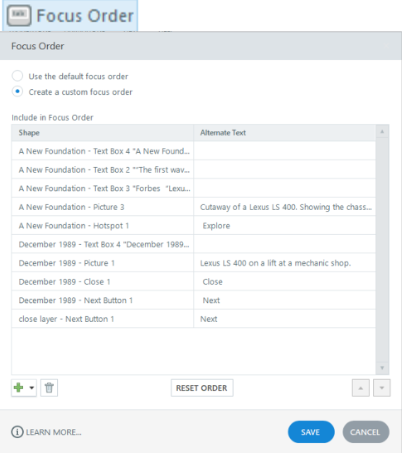 Focus Order
Focus Order
Use the default focus order
Create a custom focus order
Include in Focus Order
Shape Alternate Text
A New Foundation - Text Box 4 "A New Found...
A New Foundation - Text Box 2 ""The first wav...
A New Foundation - Text Box 3 "Forbes "Lexu...
A New Foundation - Picture 3 Cutaway of a Lexus LS 400. Showing the chass...
A New Foundation - Hotspot 1 Explore
December 1989 - Text Box 4 "December 1989...
December 1989 - Picture 1 Lexus LS 400 on a lift at a mechanic shop.
December 1989 - Close 1 Close
December 1989 - Next Button 1 Next
close layer - Next Button 1 Next
RESET ORDER
LEARN MORE... SAVE CANCEL